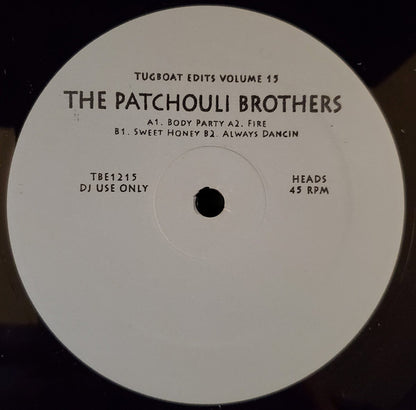 TUGBOAT EDITS VOLUME 15
THE PATCHOULI BROTHERS
A1. BODY PARTY A2. FIRE
B1. SWEET HONEY B2. ALWAYS DANCIN
TBE1215
DJ USE ONLY
HEADS
45 RPM